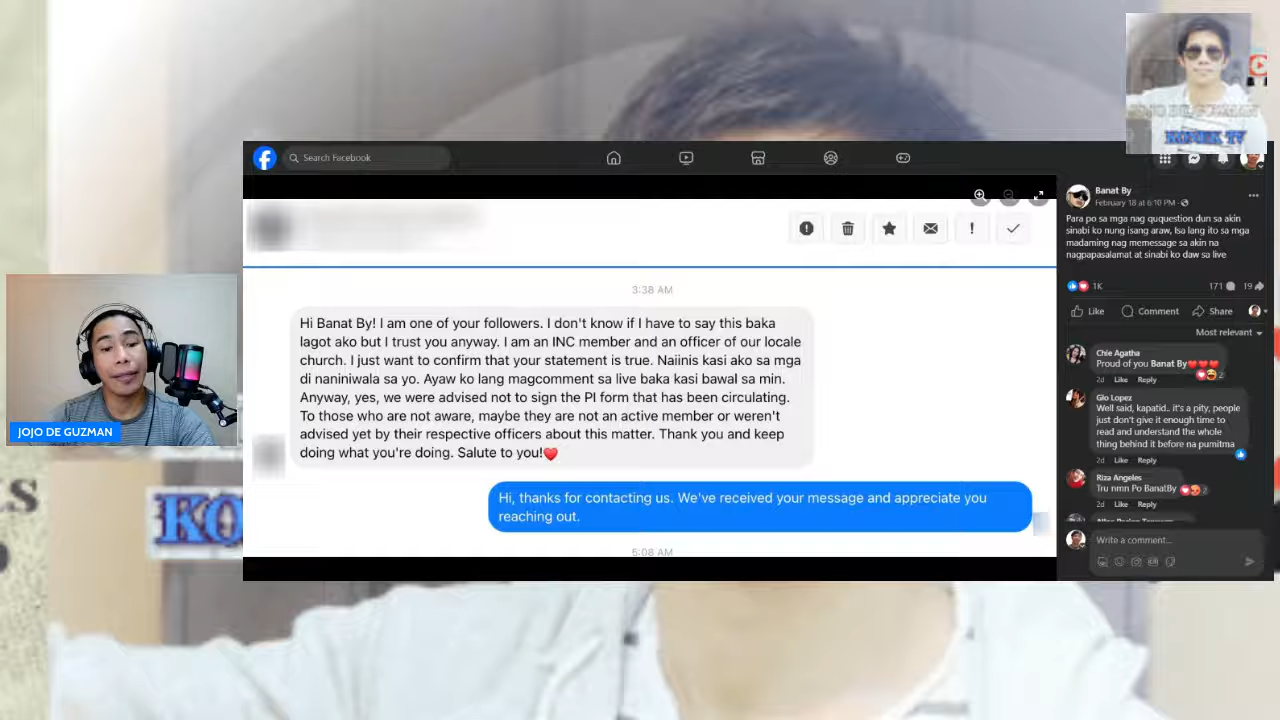 KOMEK TV
Search Facebook
3:38 AM
Hi Banat By! I am one of your followers. I don't know if I have to say this baka
lagot ako but I trust you anyway. I am an INC member and an officer of our locale
church. I just want to confirm that your statement is true. Naiinis kasi ako sa mga
di naniniwala sa yo. Ayaw ko lang magcomment sa live baka kasi bawal sa min.
Anyway, yes, we were advised not to sign the PI form that has been circulating.
To those who are not aware, maybe they are not an active member or weren't
advised yet by their respective officers about this matter. Thank you and keep
doing what you're doing. Salute to you!❤️
Hi, thanks for contacting us. We've received your message and appreciate you
reaching out.
5:08 AM
Banat By
February 18 at 6:10 PM ·
Para po sa mga nag ququestion dun sa akin
sinabi ko nung isang araw, Isa lang ito sa mga
madaming nag memessage sa akin na
nagpapasalamat at sinabi ko daw sa live
1K 171 19
Like Comment Share
Most relevant
Chie Agatha
Proud of you Banat By❤️❤️❤️
2
2d Like Reply
Glo Lopez
Well said, kapatid.. it's a pity, people
just don't give it enough time to
read and understand the whole
thing behind it before na pumitma
2d Like Reply
Riza Angeles
Tru nmn Po BanatBy
2
2d Like Reply
Write a comment...
JOJO DE GUZMAN
KO